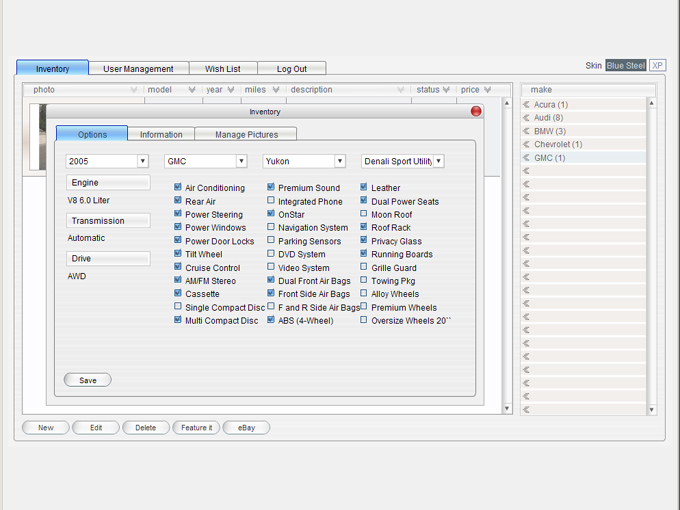 Inventory User Management Wish List Log Out Skin Blue Steel XP
photo model year miles description status price make
Inventory
Options Information Manage Pictures
2005 GMC Yukon Denali Sport Utility
Engine
V8 6.0 Liter
Transmission
Automatic
Drive
AWD
Air Conditioning
Rear Air
Power Steering
Power Windows
Power Door Locks
Tilt Wheel
Cruise Control
AM/FM Stereo
Cassette
Single Compact Disc
Multi Compact Disc
Premium Sound
Integrated Phone
OnStar
Navigation System
Parking Sensors
DVD System
Video System
Dual Front Air Bags
Front Side Air Bags
F and R Side Air Bags
ABS (4-Wheel)
Leather
Dual Power Seats
Moon Roof
Roof Rack
Privacy Glass
Running Boards
Grille Guard
Towing Pkg
Alloy Wheels
Premium Wheels
Oversize Wheels 20``
Save
Acura (1)
Audi (8)
BMW (3)
Chevrolet (1)
GMC (1)
New Edit Delete Feature it eBay